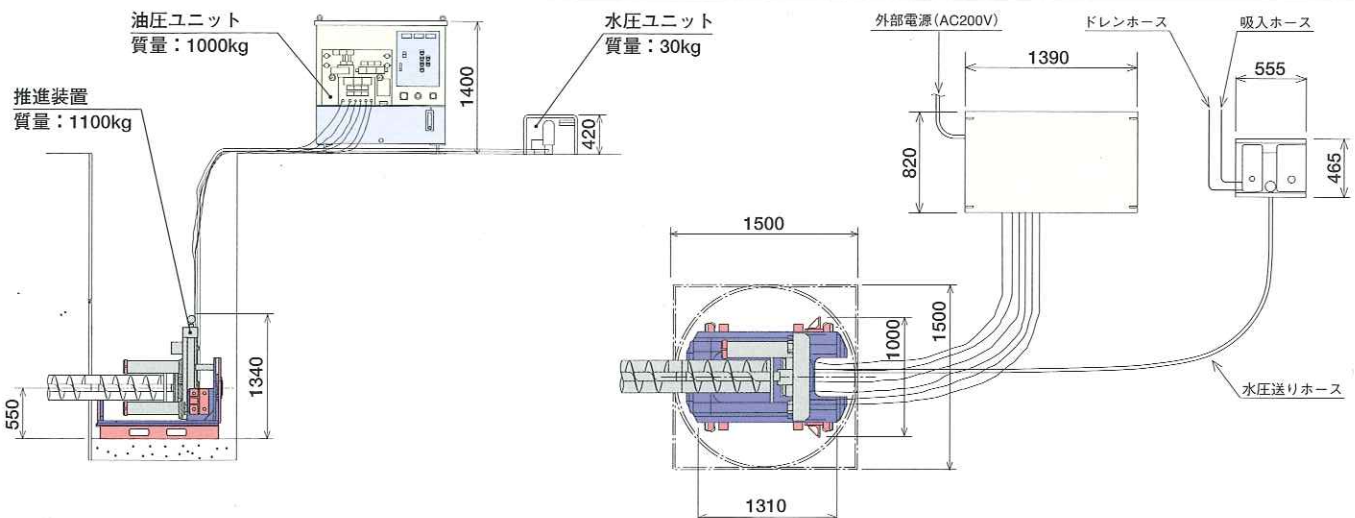 油圧ユニット
質量：1000kg
水圧ユニット
質量：30kg
推進装置
質量：1100kg
1400
420
1340
550
外部電源(AC200V)
ドレンホース
吸入ホース
1390
555
820
465
1500
1000
1500
水圧送りホース
1310